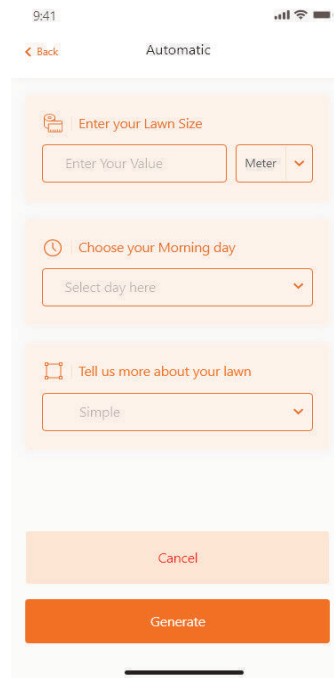 9:41
Back
Automatic
Enter your Lawn Size
Enter Your Value
Meter
Choose your Morning day
Select day here
Tell us more about your lawn
Simple
Cancel
Generate